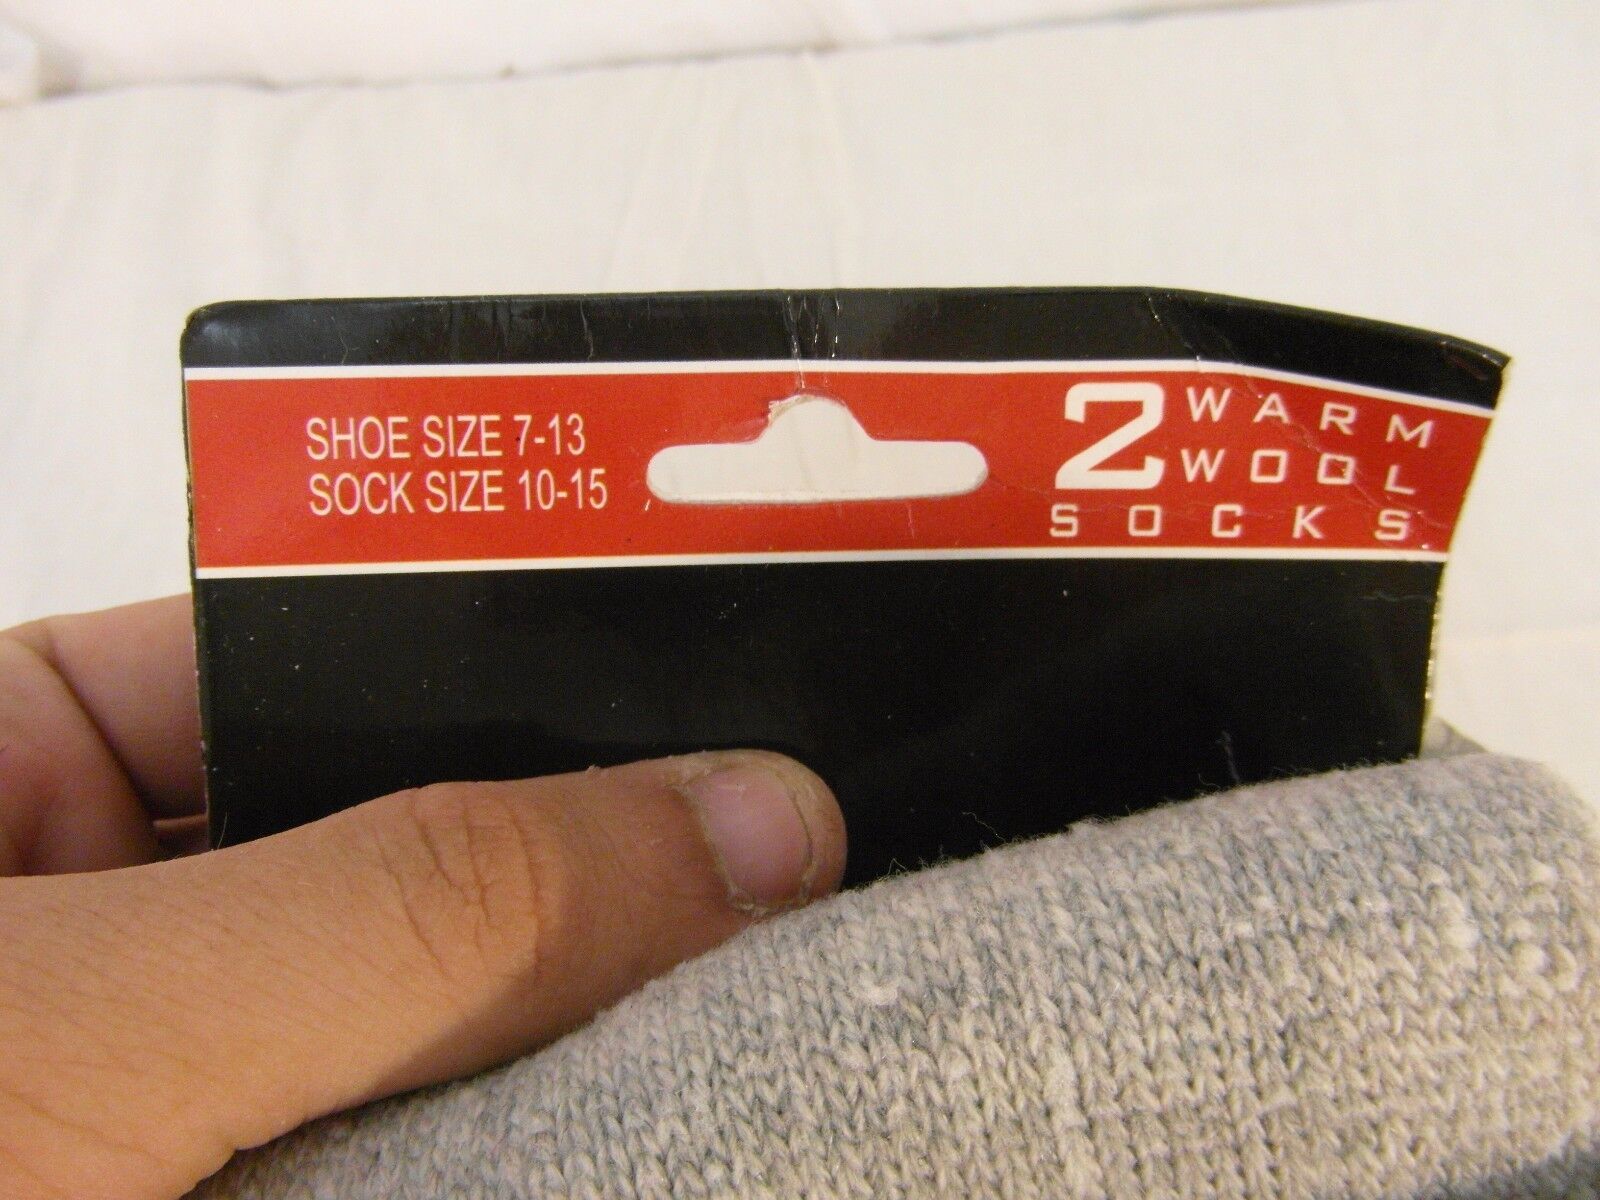 SHOE SIZE 7-13
SOCK SIZE 10-15
2 WARM
WOOL
SOCKS